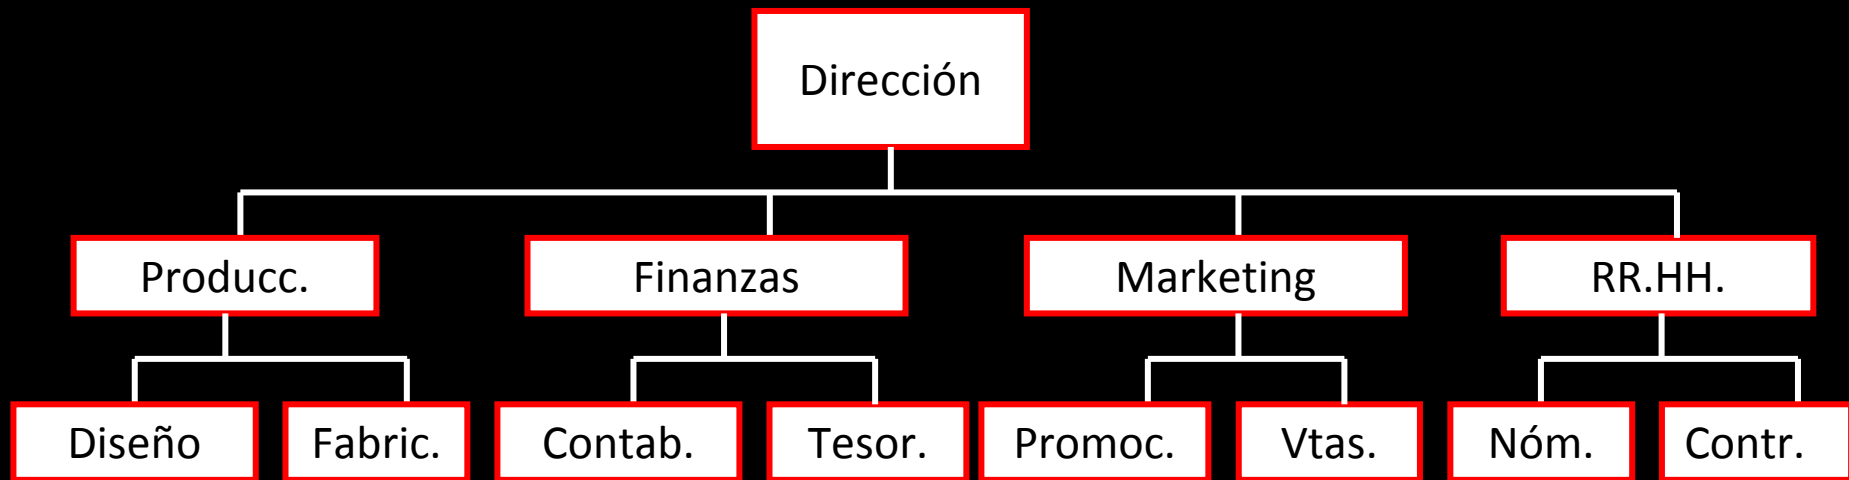 Dirección
Producc.
Finanzas
Marketing
RR.HH.
Diseño
Fabric.
Contab.
Tesor.
Promoc.
Vtas.
Nóm.
Contr.